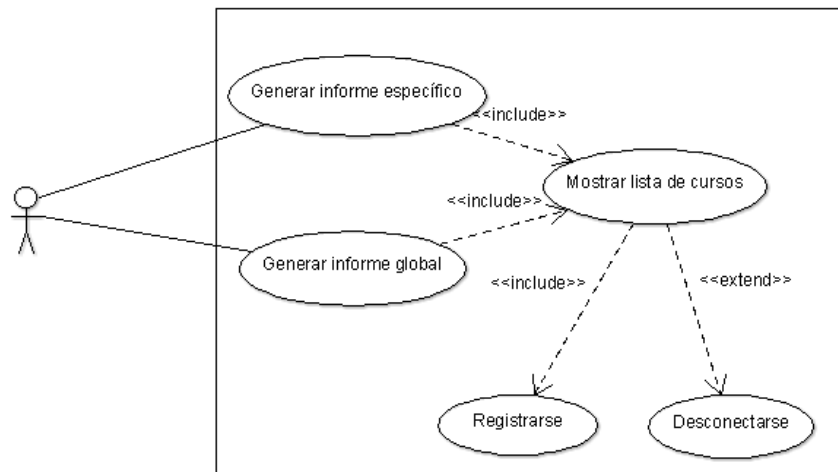 Generar informe específico
<<include>>
Mostrar lista de cursos
<<include>>
Generar informe global
<<include>>
<<extend>>
Registrarse
Desconectarse